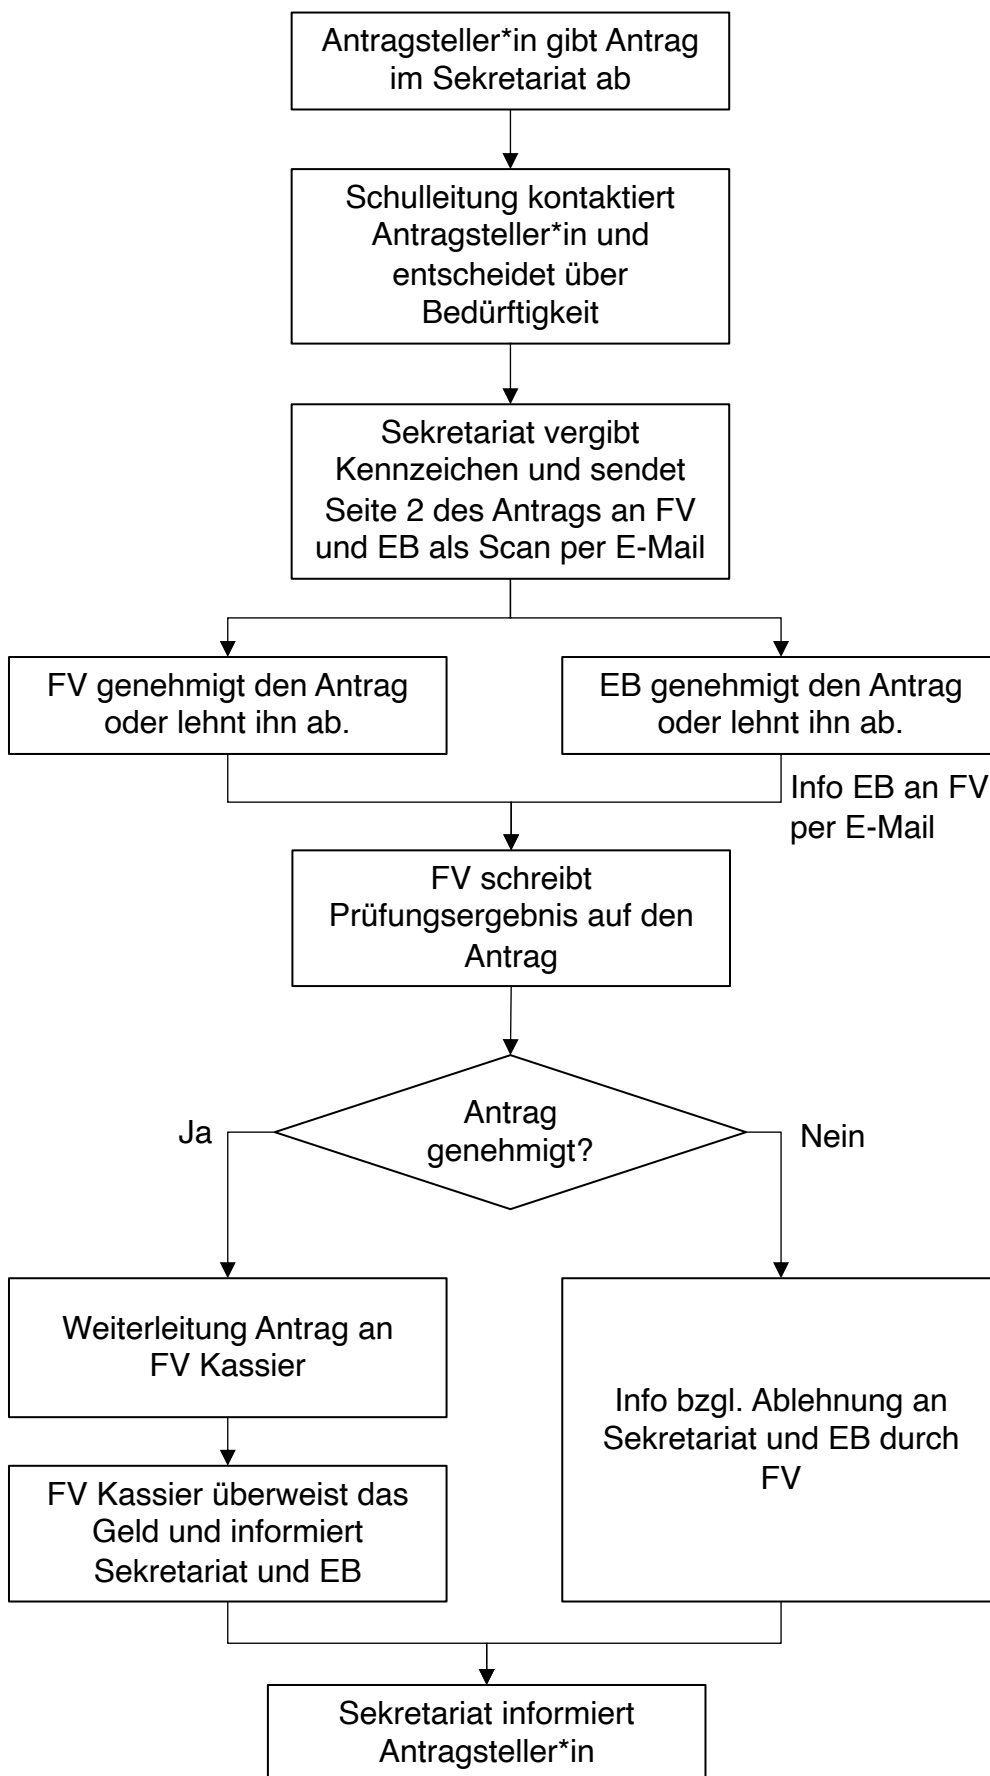 Antragsteller*in gibt Antrag
im Sekretariat ab
Schulleitung kontaktiert
Antragsteller*in und
entscheidet über
Bedürftigkeit
Sekretariat vergibt
Kennzeichen und sendet
Seite 2 des Antrags an FV
und EB als Scan per E-Mail
FV genehmigt den Antrag
oder lehnt ihn ab.
EB genehmigt den Antrag
oder lehnt ihn ab.
Info EB an FV
per E-Mail
FV schreibt
Prüfungsergebnis auf den
Antrag
Antrag
genehmigt?
Ja
Nein
Weiterleitung Antrag an
FV Kassier
FV Kassier überweist das
Geld und informiert
Sekretariat und EB
Info bzgl. Ablehnung an
Sekretariat und EB durch
FV
Sekretariat informiert
Antragsteller*in